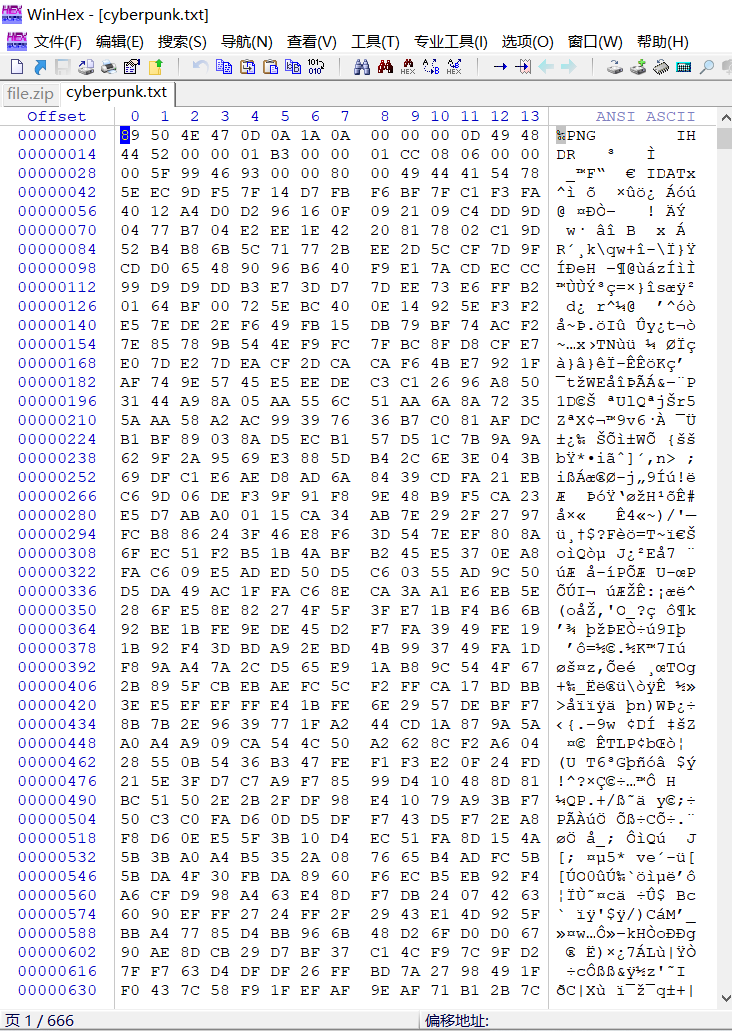 WinHex - [cyberpunk.txt]
文件(F) 编辑(E) 搜索(S) 导航(N) 查看(V) 工具(T) 专业工具(I) 选项(O) 窗口(W) 帮助(H)
file.zip cyberpunk.txt
Offset 0 1 2 3 4 5 6 7 8 9 10 11 12 13 ANSI ASCII
00000000 89 50 4E 47 0D 0A 1A 0A 00 00 00 0D 49 48 ‰PNG IH
00000014 44 52 00 00 01 B3 00 00 01 CC 08 06 00 00 DR ³ Ì
00000028 00 5F 99 46 93 00 00 80 00 49 44 41 54 78 _™F“ € IDATx
00000042 5E EC 9D F5 7F 14 D7 FB F6 BF 7F C1 F3 FA ^ì õ ×ûö¿ Áóú
00000056 40 12 A4 D0 D2 96 16 0F 09 21 09 C4 DD 9D @ ¤ÐÒ– ! ÄÝ
00000070 04 77 B7 04 E2 EE 1E 42 20 81 78 02 C1 9D w· âî B x Á
00000084 52 B4 B8 6B 5C 71 77 2B EE 2D 5C CF 7D 9F R´¸k\qw+î-\Ï}Ÿ
00000098 CD D0 65 48 90 96 B6 40 F9 E1 7A CD EC CC ÍÐeH –¶@ùázÍìÌ
00000112 99 D9 D9 DD B3 E7 3D D7 7D EE 73 E6 FF B2 ™ÙÙÝ³ç=×}îsæÿ²
00000126 01 64 BF 00 72 5E BC 40 0E 14 92 5E F3 F2 d¿ r^¼@ ’^óò
00000140 E5 7E DE 2E F6 49 FB 15 DB 79 BF 74 AC F2 å~Þ.öIû Ûy¿t¬ò
00000154 7E 85 78 9B 54 4E F9 FC 7F BC 8F D8 CF E7 ~…x›TNùü ¼ ØÏç
00000168 E0 7D E2 7D EA CF 2D CA CA F6 4B E7 92 1F à}â}êÏ-ÊÊöKç’
00000182 AF 74 9E 57 45 E5 EE DE C3 C1 26 96 A8 50 ¯tžWEåîÞÃÁ&–¨P
00000196 31 44 A9 8A 05 AA 55 6C 51 AA 6A 8A 72 35 1D©Š ªUlQªjŠr5
00000210 5A AA 58 A2 AC 99 39 76 36 B7 C0 81 AF DC ZªX¢¬™9v6·À ¯Ü
00000224 B1 BF 89 03 8A D5 EC B1 57 D5 1C 7B 9A 9A ±¿‰ ŠÕì±WÕ {šš
00000238 62 9F 2A 95 69 E3 88 5D B4 2C 6E 3E 04 3B bŸ*•iãˆ]´,n> ;
00000252 69 DF C1 E6 AE D8 AD 6A 84 39 CD FA 21 EB ißÁæ®Ø-j„9Íú!ë
00000266 C6 9D 06 DE F3 9F 91 F8 9E 48 B9 F5 CA 23 Æ ÞóŸ‘øžH¹õÊ#
00000280 E5 D7 AB A0 01 15 CA 34 AB 7E 29 2F 27 97 å×« Ê4«~)/'—
00000294 FC B8 86 24 3F 46 E8 F6 3D 54 7E EF 80 8A ü¸†$?Fèö=T~ï€Š
00000308 6F EC 51 F2 B5 1B 4A BF B2 45 E5 37 0E A8 oìQòµ J¿²Eå7 ¨
00000322 FA C6 09 E5 AD ED 50 D5 C6 03 55 AD 9C 50 úÆ å-íPÕÆ U-œP
00000336 D5 DA 49 AC 1F FA C6 8E CA 3A A1 E6 EB 5E ÕÚI¬ úÆŽÊ:¡æë^
00000350 28 6F E5 8E 82 27 4F 5F 3F E7 1B F4 B6 6B (oåŽ‚'O_?ç ô¶k
00000364 92 BE 1B FE 9E DE 45 D2 F7 FA 39 49 FE 19 ’¾ þžÞEÒ÷ú9Iþ
00000378 1B 92 F4 3D BD A9 2E BD 4B 99 37 49 FA 1D ’ô=½©.½K™7Iú
00000392 F8 9A A4 7A 2C D5 65 E9 1A B8 9C 54 4F 67 øš¤z,Õeé ¸œTOg
00000406 2B 89 5F CB EB AE FC 5C F2 FF CA 17 BD BB +‰_Ëë®ü\òÿÊ ½»
00000420 3E E5 EF EF FF E4 1B FE 6E 29 57 DE BF F7 >åïïÿä þn)WÞ¿÷
00000434 8B 7B 2E 96 39 77 1F A2 44 CD 1A 87 9A 5A ‹{.–9w ¢DÍ ‡šZ
00000448 A0 A4 A9 09 CA 54 4C 50 A2 62 8C F2 A6 04 ¤© ÊTLP¢bŒò¦
00000462 28 55 0B 54 36 B3 47 FE F1 F3 E2 0F 24 FD (U T6³Gþñóâ $ý
00000476 21 5E 3F D7 C7 A9 F7 85 99 D4 10 48 8D 81 !^?×Ç©÷…™Ô H
00000490 BC 51 50 2E 2B 2F DF 98 E4 10 79 A9 3B F7 ¼QP.+/ß˜ä y©;÷
00000504 50 C3 C0 FA D6 0D D5 DF F7 43 D5 F7 2E A8 PÃÀúÖ Õß÷CÕ÷.¨
00000518 F8 D6 0E E5 5F 3B 10 D4 EC 51 FA 8D 15 4A øÖ å_; ÔìQú J
00000532 5B 3B A0 A4 B5 35 2A 08 76 65 B4 AD FC 5B [; ¤µ5* ve´-ü[
00000546 5B DA 4F 30 FB DA 89 60 F6 EC B5 EB 92 F4 [ÚO0ûÚ‰`öìµë’ô
00000560 A6 CF D9 98 A4 63 E4 8D F7 DB 24 07 42 63 ¦ÏÙ˜¤cä ÷Û$ Bc
00000574 60 90 EF FF 27 24 FF 2F 29 43 E1 4D 92 5F ` ïÿ'$ÿ/)CáM’_
00000588 BB A4 77 85 D4 BB 96 6B 48 D2 6F D0 D0 67 »¤w…Ô»–kHÒoÐÐg
00000602 90 AE 8D CB 29 D7 BF 37 C1 4C F9 7C 9F D2 ® Ë)×¿7ÁLù|ŸÒ
00000616 7F F7 63 D4 DF DF 26 FF BD 7A 27 98 49 1F ÷cÔßß&ÿ½z'˜I
00000630 F0 43 7C 58 F9 1F EF AF 9E AF 71 B1 2B 7C ðC|Xù ï¯ž¯q±+|
页 1 / 666 偏移地址: